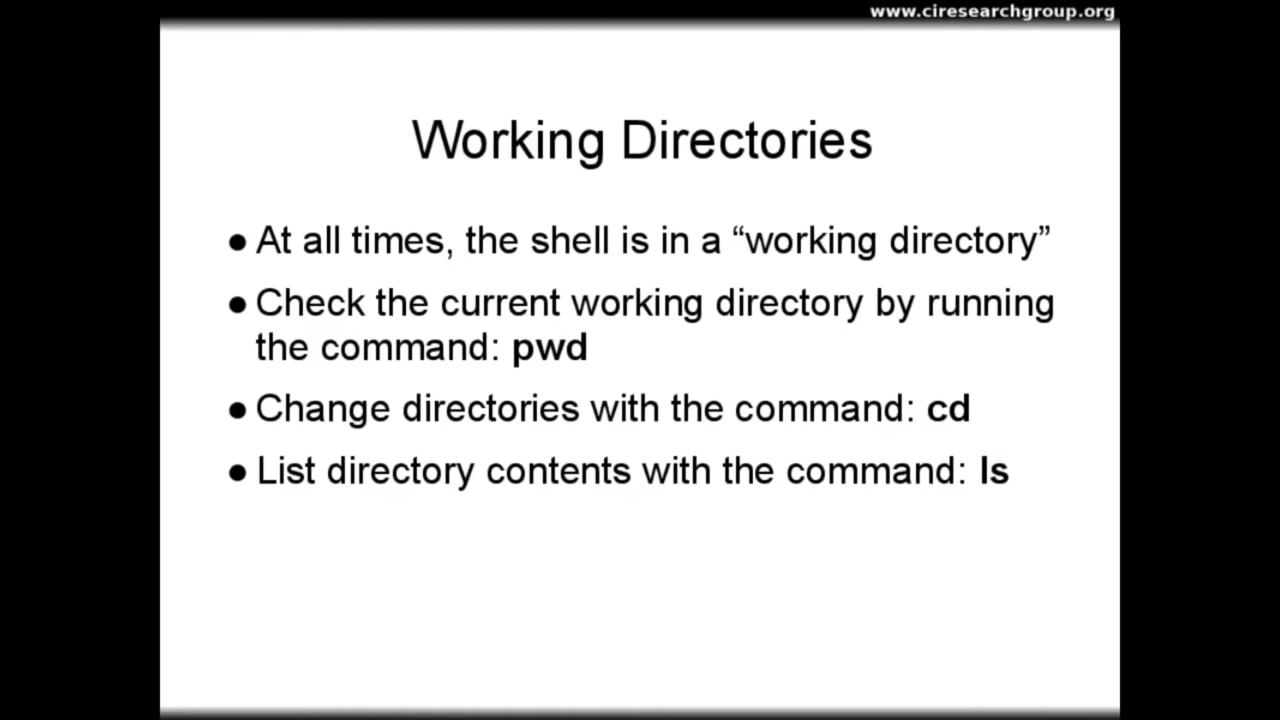 www.ciresearchgroup.org
Working Directories
● At all times, the shell is in a “working directory”
● Check the current working directory by running
the command: pwd
● Change directories with the command: cd
● List directory contents with the command: ls